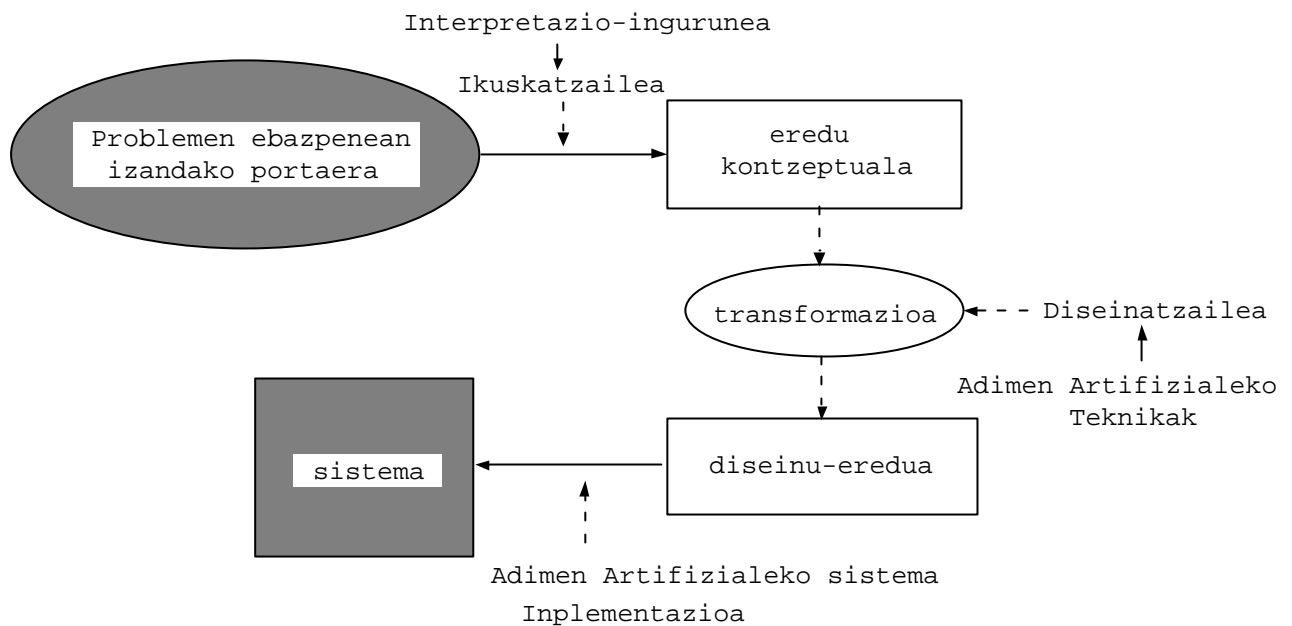 Interpretazio-ingurunea
Ikuskatzailea
Problemen ebazpenean
izandako portaera
eredu
kontzeptuala
transformazioa
Diseinatzailea
Adimen Artifizialeko
Teknikak
diseinu-eredua
sistema
Adimen Artifizialeko sistema
Inplementazioa